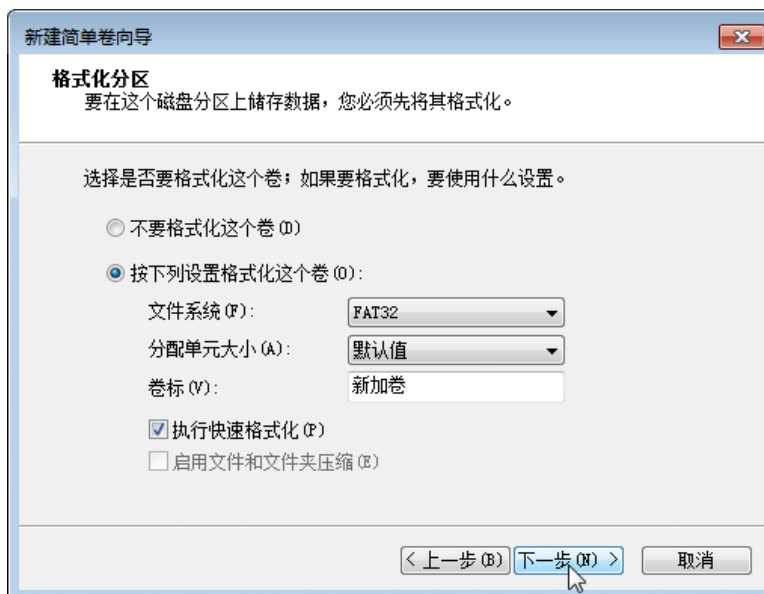 新建简单卷向导
格式化分区
要在这个磁盘分区上储存数据，您必须先将其格式化。
选择是否要格式化这个卷；如果要格式化，要使用什么设置。
不要格式化这个卷(D)
按下列设置格式化这个卷(O):
文件系统(F): FAT32
分配单元大小(A): 默认值
卷标(V): 新加卷
执行快速格式化(P)
启用文件和文件夹压缩(E)
< 上一步(B) 下一步(N) > 取消